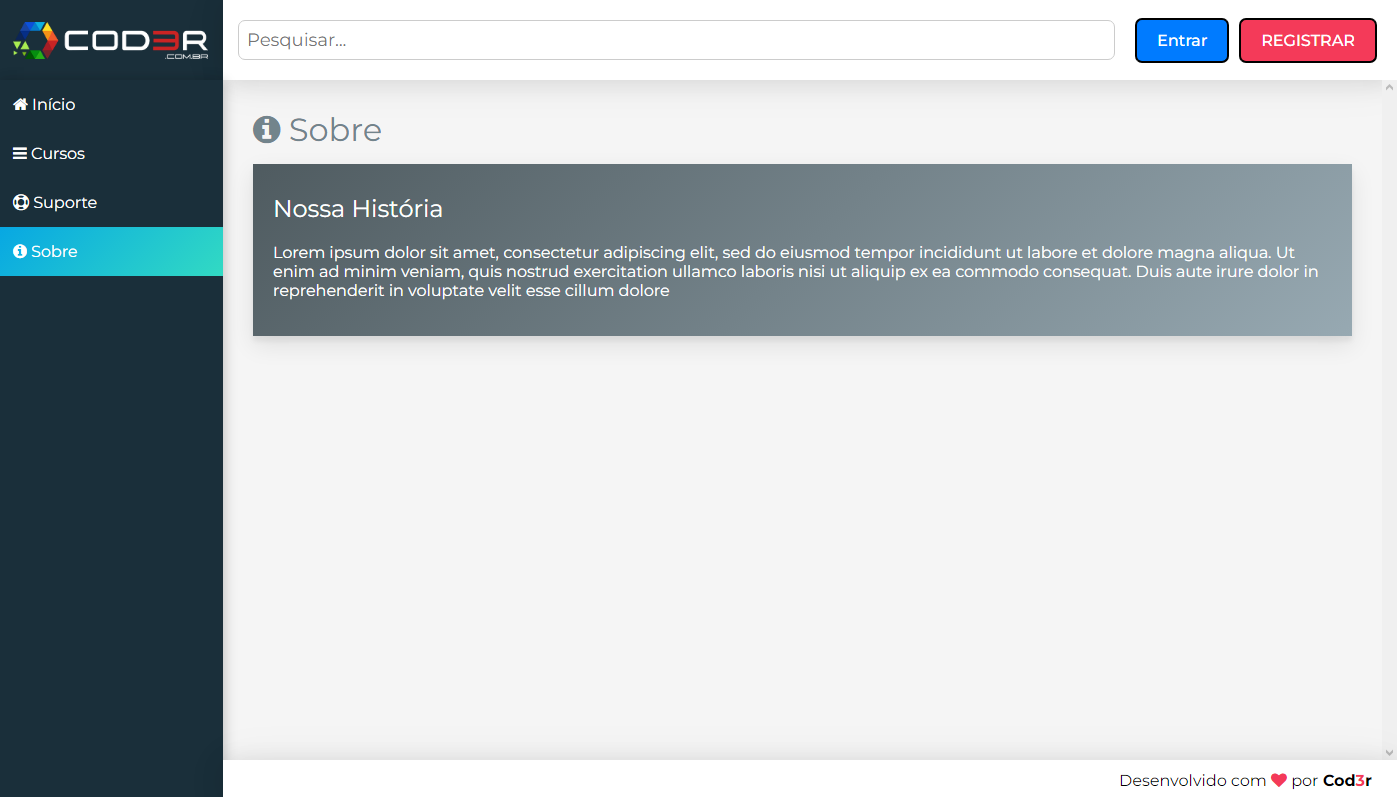 COD3R
.COM.BR
Pesquisar...
Entrar
REGISTRAR
Início
Cursos
Suporte
Sobre
Sobre
Nossa História
Lorem ipsum dolor sit amet, consectetur adipiscing elit, sed do eiusmod tempor incididunt ut labore et dolore magna aliqua. Ut
enim ad minim veniam, quis nostrud exercitation ullamco laboris nisi ut aliquip ex ea commodo consequat. Duis aute irure dolor in
reprehenderit in voluptate velit esse cillum dolore
Desenvolvido com ❤ por Cod3r